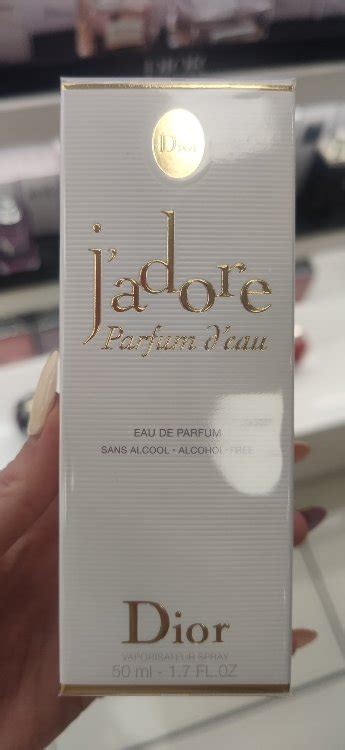 DIOR
Dior
j'adore
Parfum d'eau
EAU DE PARFUM
SANS ALCOOL • ALCOHOL-FREE
Dior
VAPORISATEUR SPRAY
50 ml - 1.7 FL.OZ